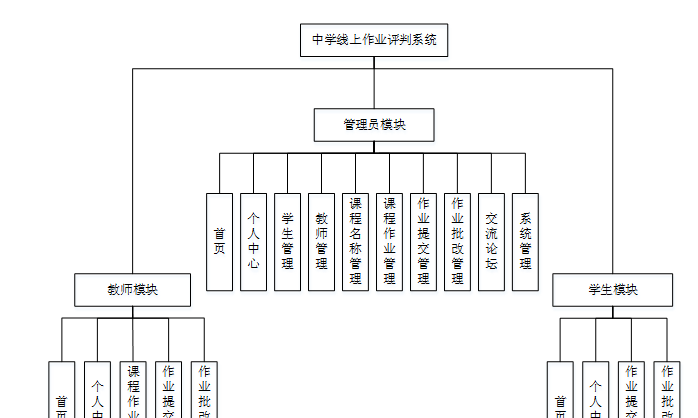 中学线上作业评判系统
管理员模块
首页
个人中心
学生管理
教师管理
课程名称管理
课程作业管理
作业提交管理
作业批改管理
交流论坛
系统管理
教师模块
学生模块
首页
个人中
课程作业
作业提交
作业批改
首页
个人中
作业提交
作业批改